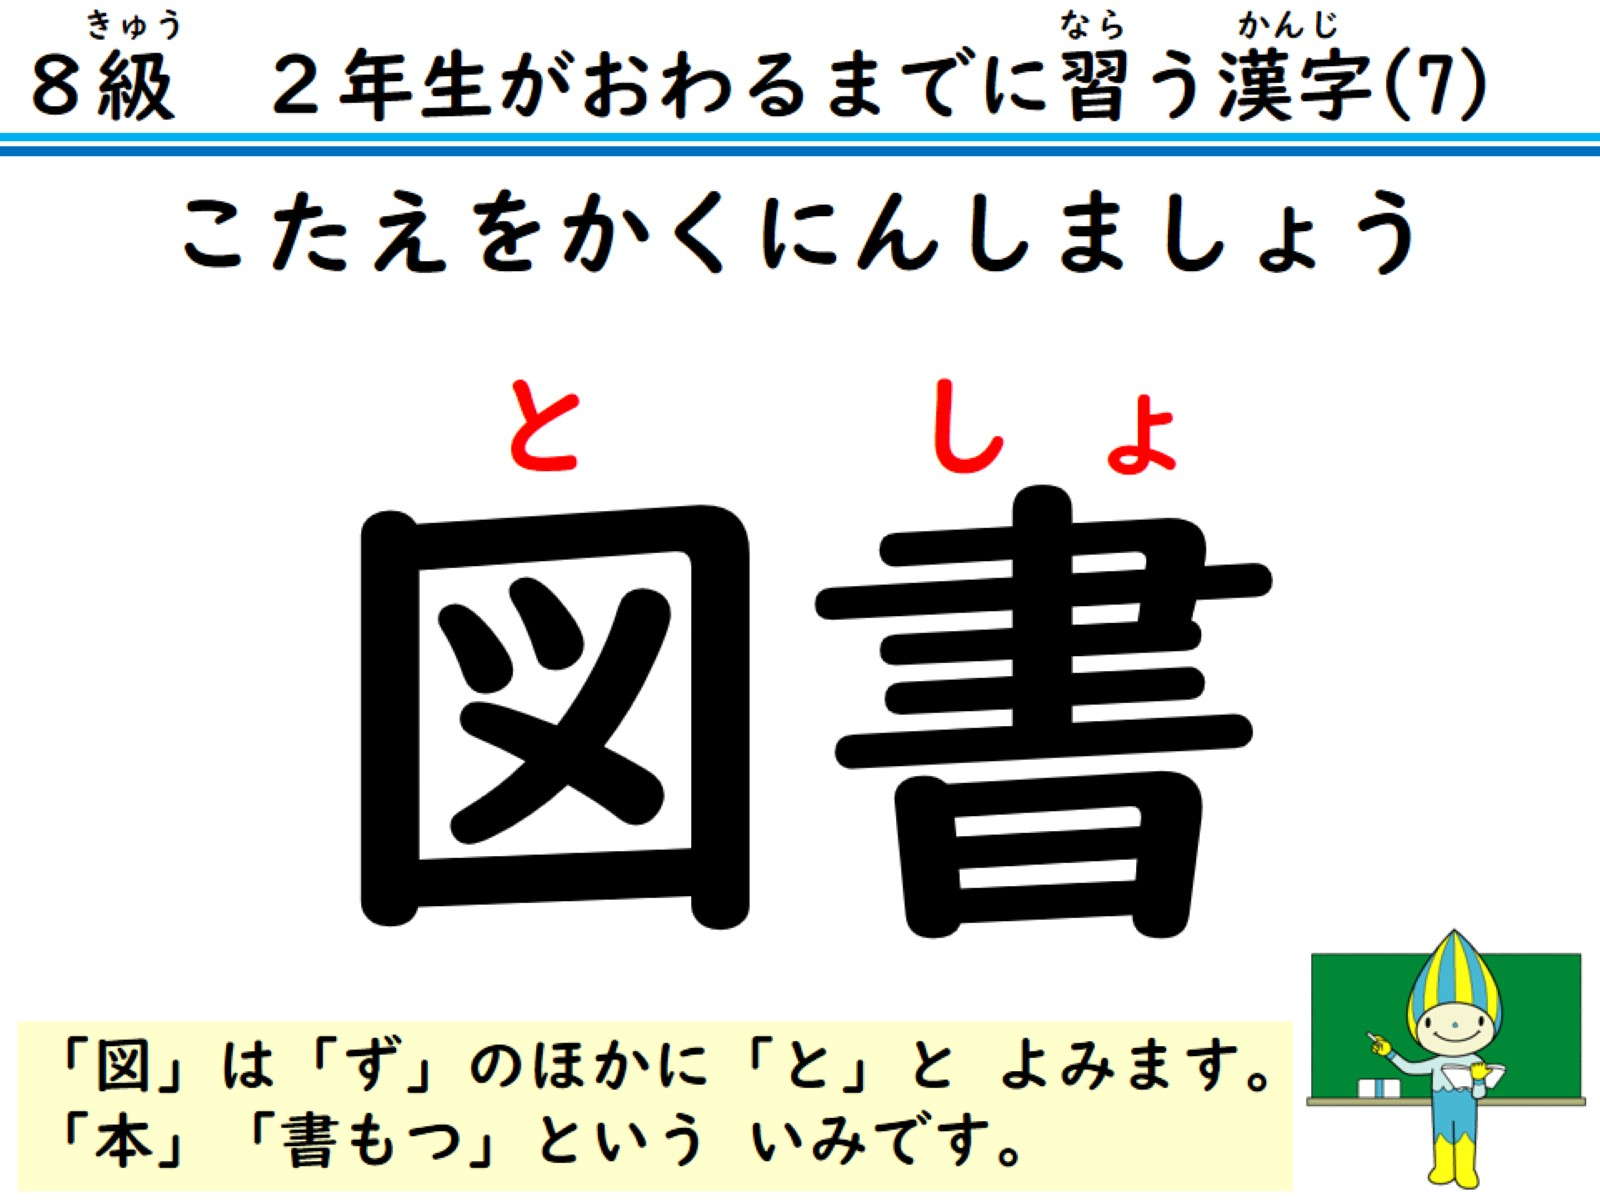 きゅう　なら　かんじ
８級　２年生がおわるまでに習う漢字(7)
こたえをかくにんしましょう
と　しょ
図書
「図」は「ず」のほかに「と」と よみます。
「本」「書もつ」という いみです。